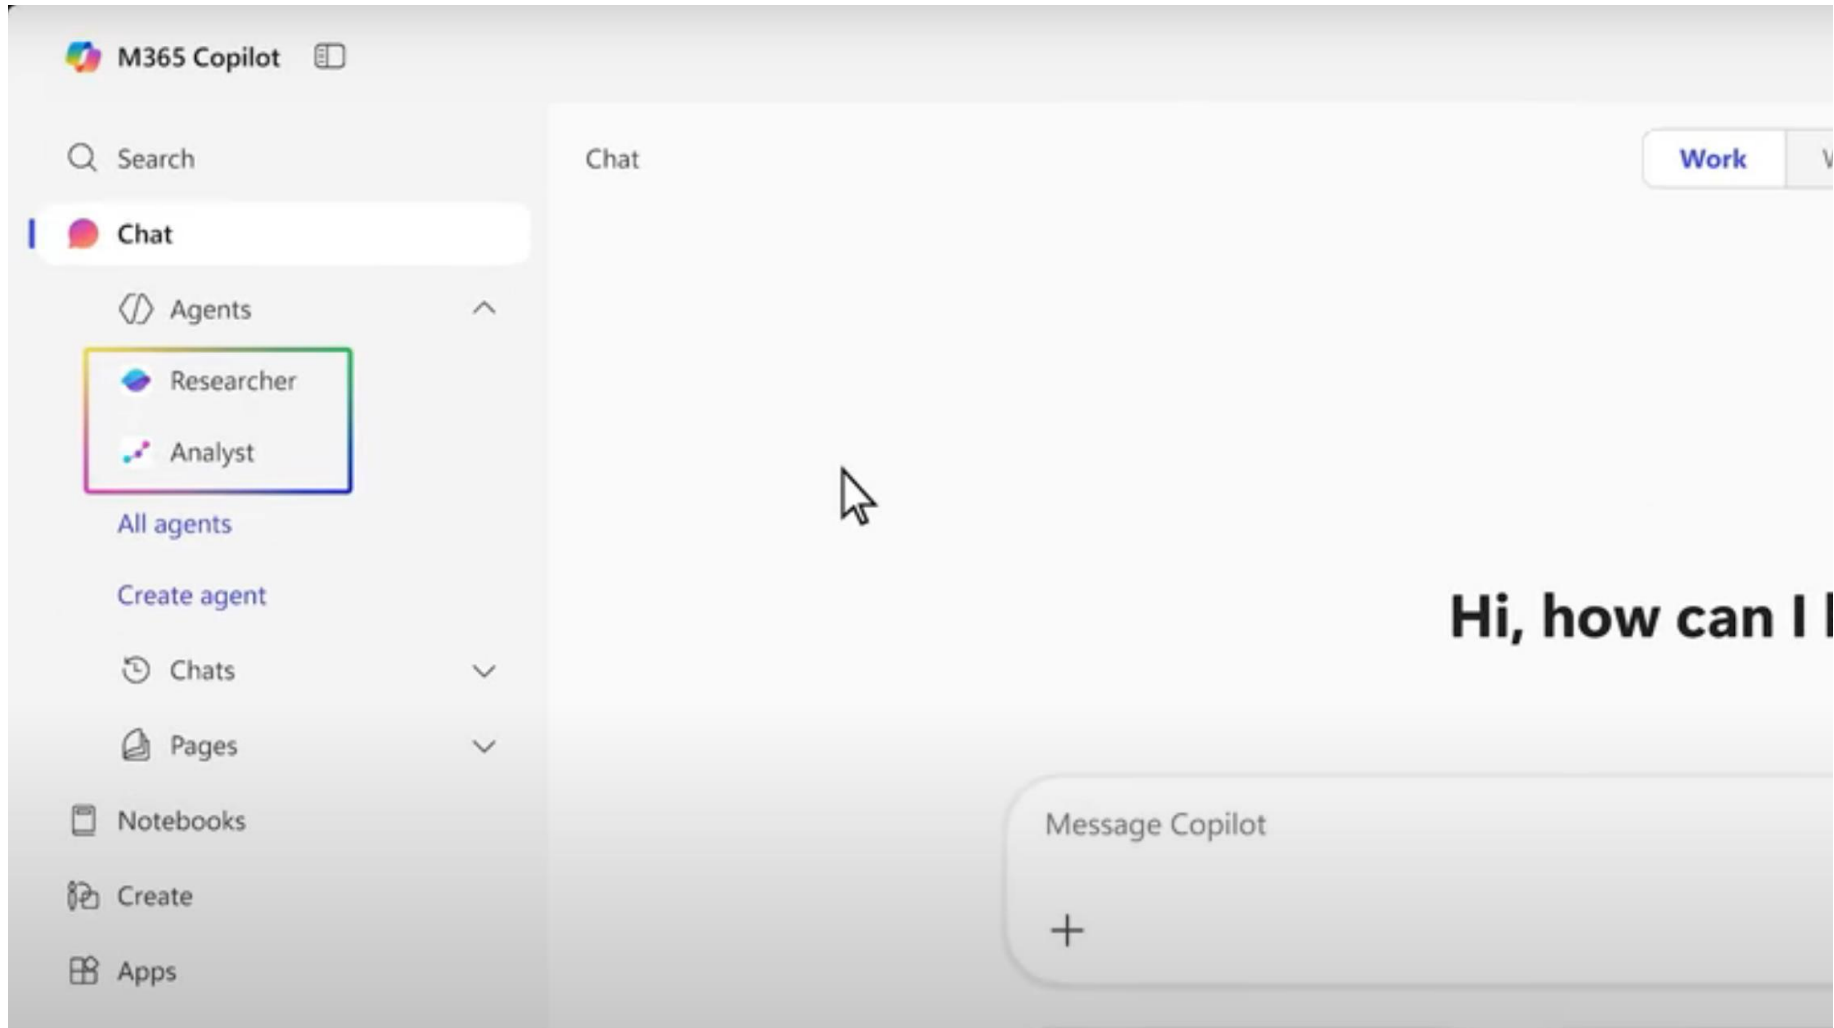 M365 Copilot
Search
Chat
Agents
Researcher
Analyst
All agents
Create agent
Chats
Pages
Notebooks
Create
Apps
Chat
Work
Hi, how can I
Message Copilot